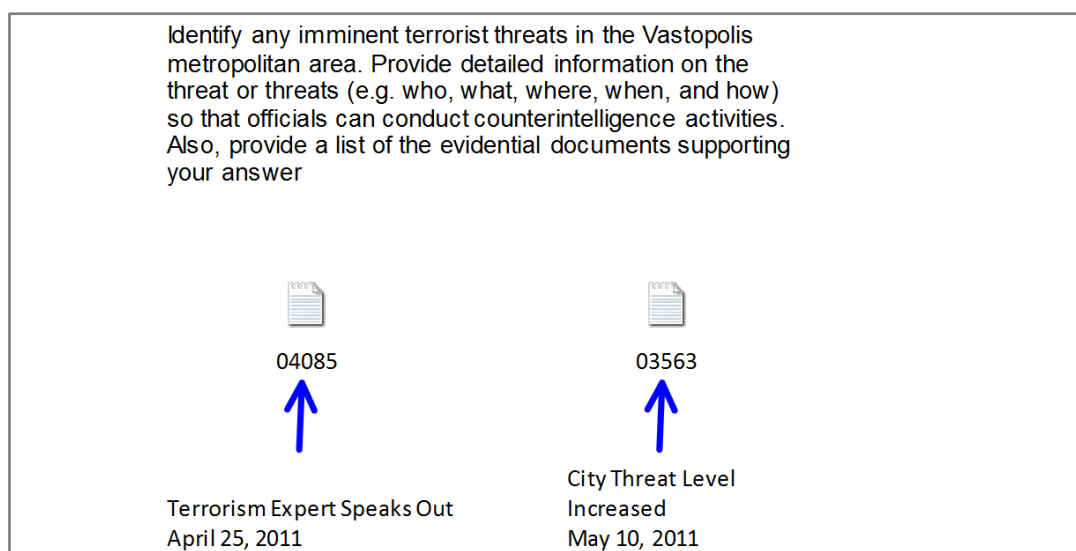 Identify any imminent terrorist threats in the Vastopolis
metropolitan area. Provide detailed information on the
threat or threats (e.g. who, what, where, when, and how)
so that officials can conduct counterintelligence activities.
Also, provide a list of the evidential documents supporting
your answer
04085
03563
Terrorism Expert Speaks Out
April 25, 2011
City Threat Level
Increased
May 10, 2011